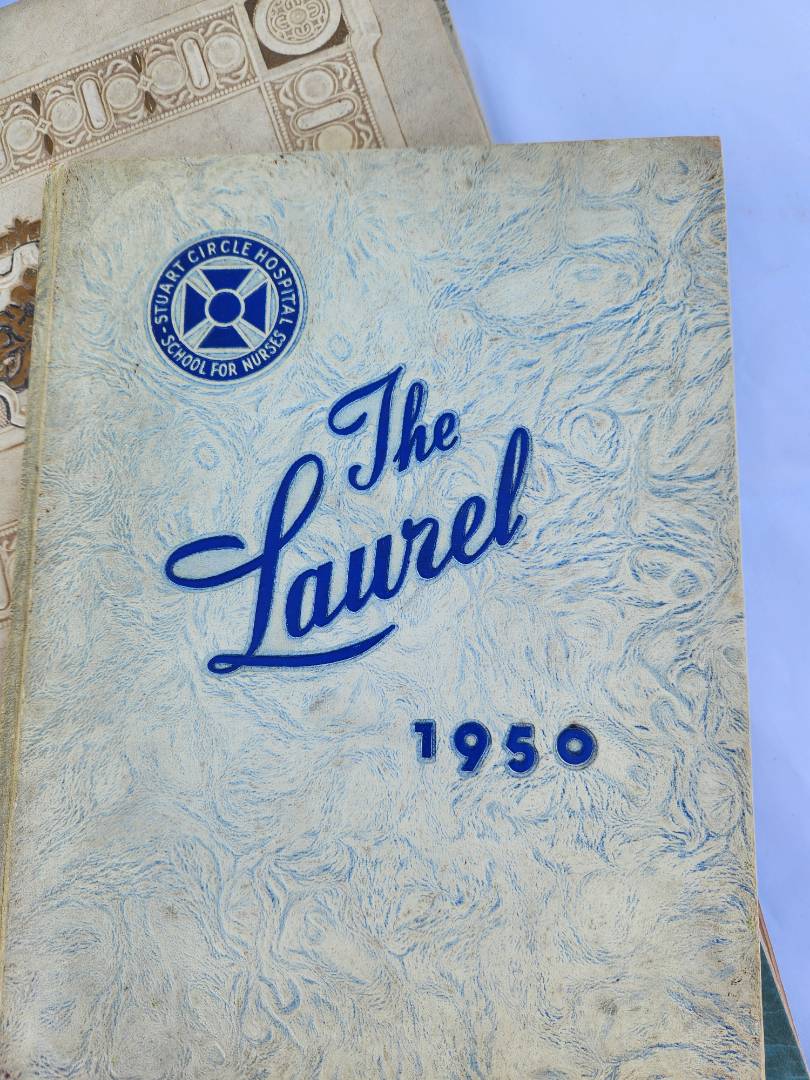 STUART CIRCLE HOSPITAL
- SCHOOL FOR NURSES -
The
Laurel
1950